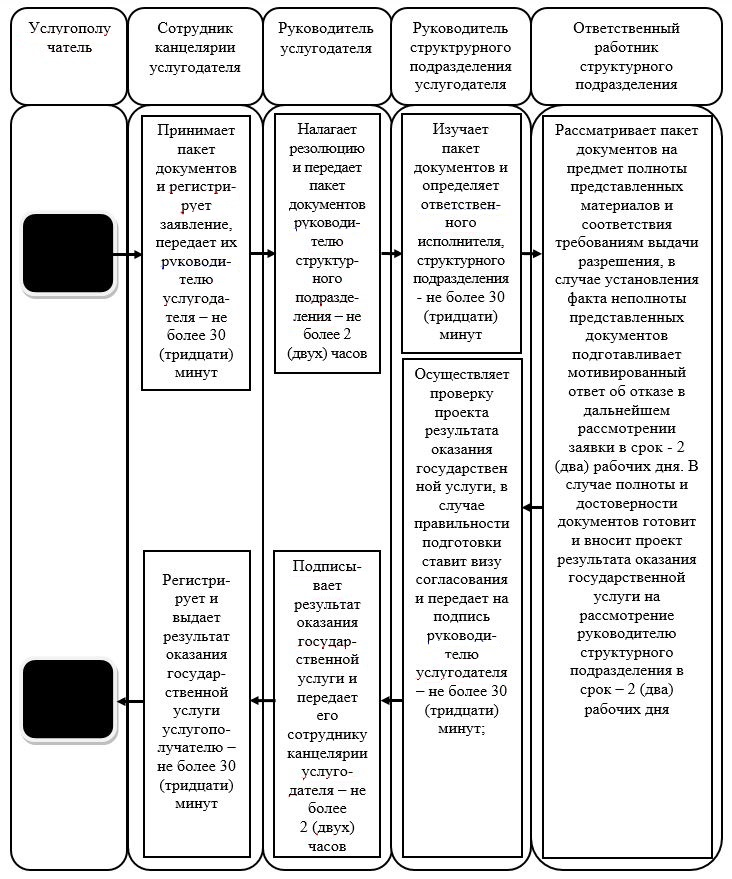 Услугополу
чатель
Сотрудник
канцелярии
услугодателя
Руководитель
услугодателя
Руководитель
структрурного
подразделения
услугодателя
Ответственный
работник
структурного
подразделения
Принимает
пакет
документов
и регистри-
рует
заявление,
передает их
руководи-
телю
услугода-
теля – не
более 30
(тридцати)
минут
Налагает
резолюцию
и передает
пакет
документов
руководи-
телю
структур-
ного
подразде-
ления – не
более 2
(двух) часов
Изучает
пакет
документов и
определяет
ответствен-
ного
исполнителя,
структурного
подразделения
- не более 30
(тридцати)
минут
Рассматривает пакет
документов на
предмет полноты
представленных
материалов и
соответствия
требованиям выдачи
разрешения, в
случае установления
факта неполноты
представленных
документов
подготавливает
мотивированный
ответ об отказе в
дальнейшем
рассмотрении
заявки в срок - 2
(два) рабочих дня. В
случае полноты и
достоверности
документов готовит
и вносит проект
результата оказания
государственной
услуги на
рассмотрение
руководителю
структурного
подразделения в
срок – 2 (два)
рабочих дня
Осуществляет
проверку
проекта
результата
оказания
государствен
ной услуги, в
случае
правильности
подготовки
ставит визу
согласования
и передает на
подпись
руководи-
телю
услугодателя
– не более 30
(тридцати)
минут;
Подписы-
вает
результат
оказания
государ-
ственной
услуги и
передает
его
сотруднику
канцелярии
услуго-
дателя – не
более
2 (двух)
часов
Регистри-
рует и
выдает
результат
оказания
государ-
ственной
услуги
услугопо-
лучателю –
не более 30
(тридцати)
минут